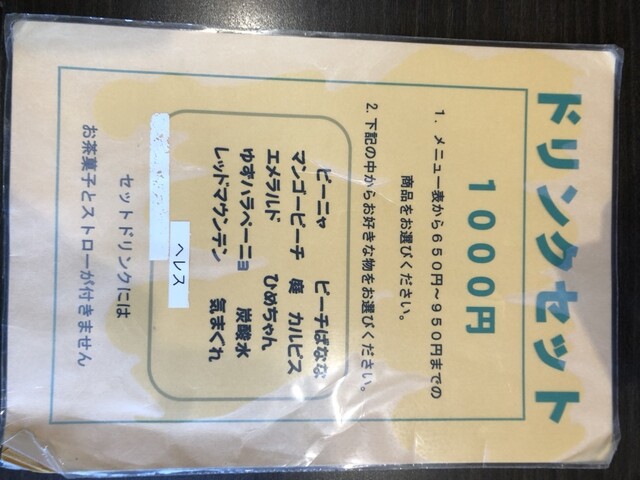 ドリンクセット
1000円
1．メニュー表から650円～950円までの
商品をお選びください。
2．下記の中からお好きな物をお選びください。
ピーニャ　ピーチばなな
マンゴーピーチ　庭　カルピス
エメラルド　ひめちゃん
ゆずハラペーニョ　炭酸水
レッドマウンテン　気まぐれ
ヘレス
セットドリンクには
お茶菓子とストローが付きません